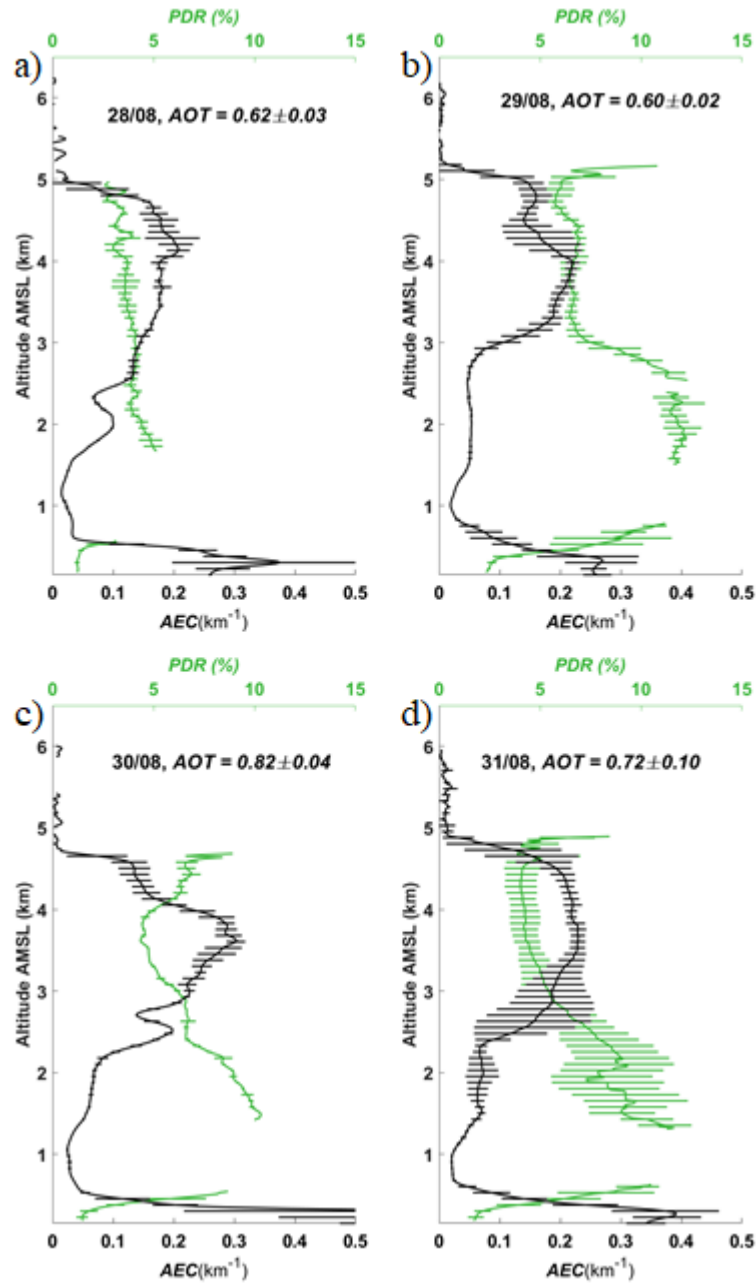 PDR (%)
0 5 10 15
a)
28/08, AOT = 0.62±0.03
Altitude AMSL (km)
6
5
4
3
2
1
0 0.1 0.2 0.3 0.4 0.5
AEC(km⁻¹)
PDR (%)
0 5 10 15
b)
29/08, AOT = 0.60±0.02
Altitude AMSL (km)
6
5
4
3
2
1
0 0.1 0.2 0.3 0.4 0.5
AEC(km⁻¹)
PDR (%)
0 5 10 15
c)
30/08, AOT = 0.82±0.04
Altitude AMSL (km)
6
5
4
3
2
1
0 0.1 0.2 0.3 0.4 0.5
AEC(km⁻¹)
PDR (%)
0 5 10 15
d)
31/08, AOT = 0.72±0.10
Altitude AMSL (km)
6
5
4
3
2
1
0 0.1 0.2 0.3 0.4 0.5
AEC(km⁻¹)